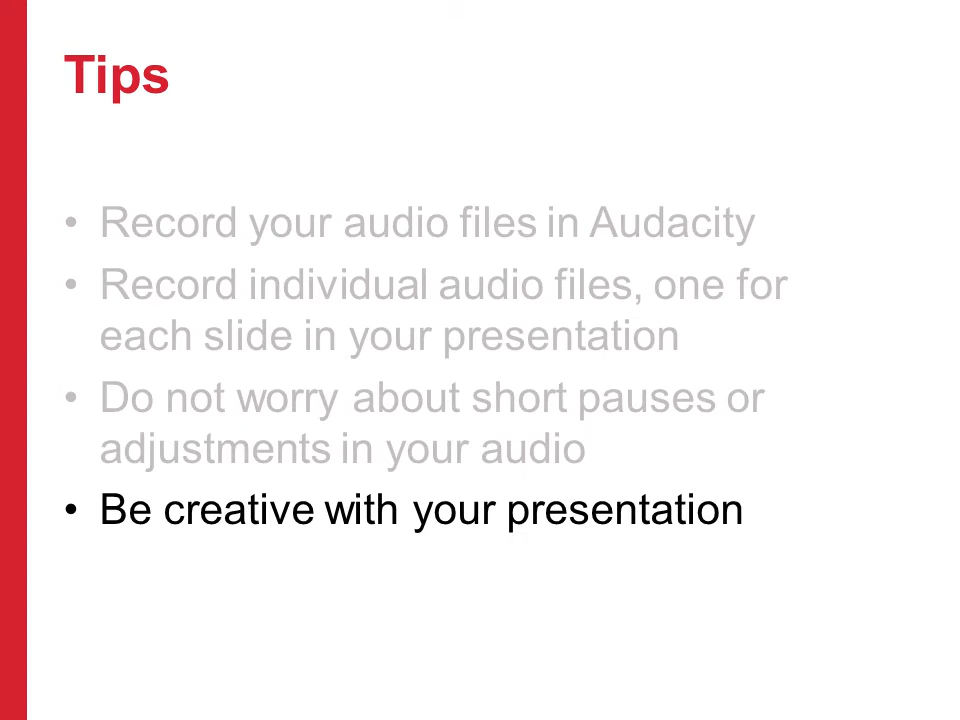 Tips
• Record your audio files in Audacity
• Record individual audio files, one for
each slide in your presentation
• Do not worry about short pauses or
adjustments in your audio
• Be creative with your presentation